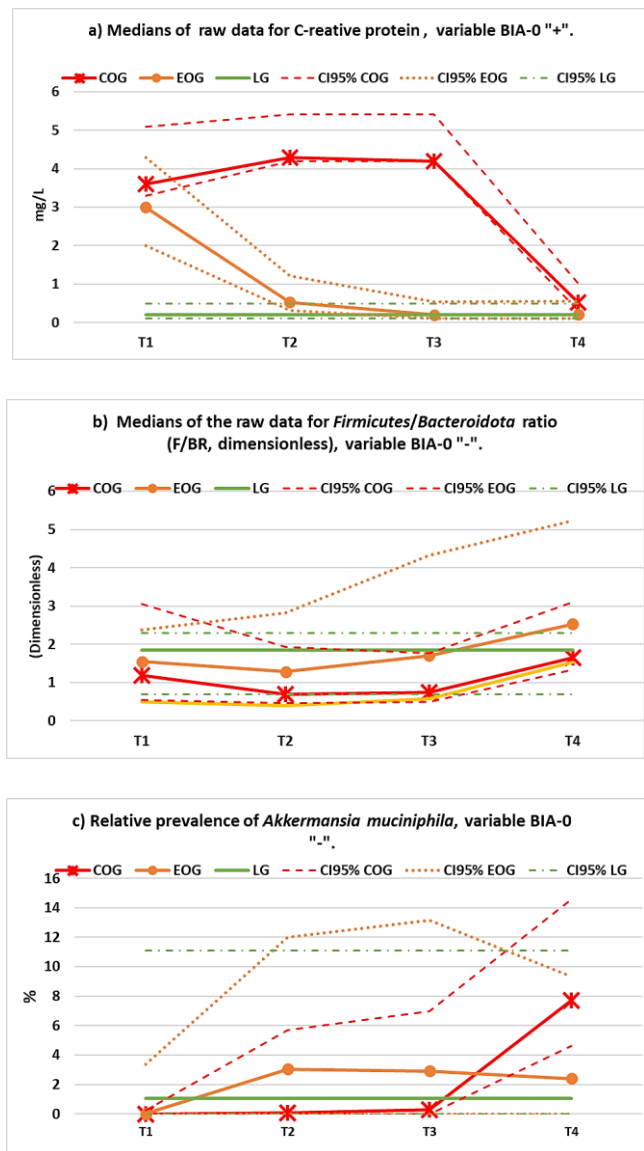 a) Medians of raw data for C-reative protein , variable BIA-0 "+".
COG EOG LG CI95% COG CI95% EOG CI95% LG
6
5
4
3
2
1
0
mg/L
T1 T2 T3 T4
b) Medians of the raw data for Firmicutes/Bacteroidota ratio
(F/BR, dimensionless), variable BIA-0 "-".
COG EOG LG CI95% COG CI95% EOG CI95% LG
6
5
4
3
2
1
0
(Dimensionless)
T1 T2 T3 T4
c) Relative prevalence of Akkermansia muciniphila, variable BIA-0
"-".
COG EOG LG CI95% COG CI95% EOG CI95% LG
16
14
12
10
8
6
4
2
0
%
T1 T2 T3 T4